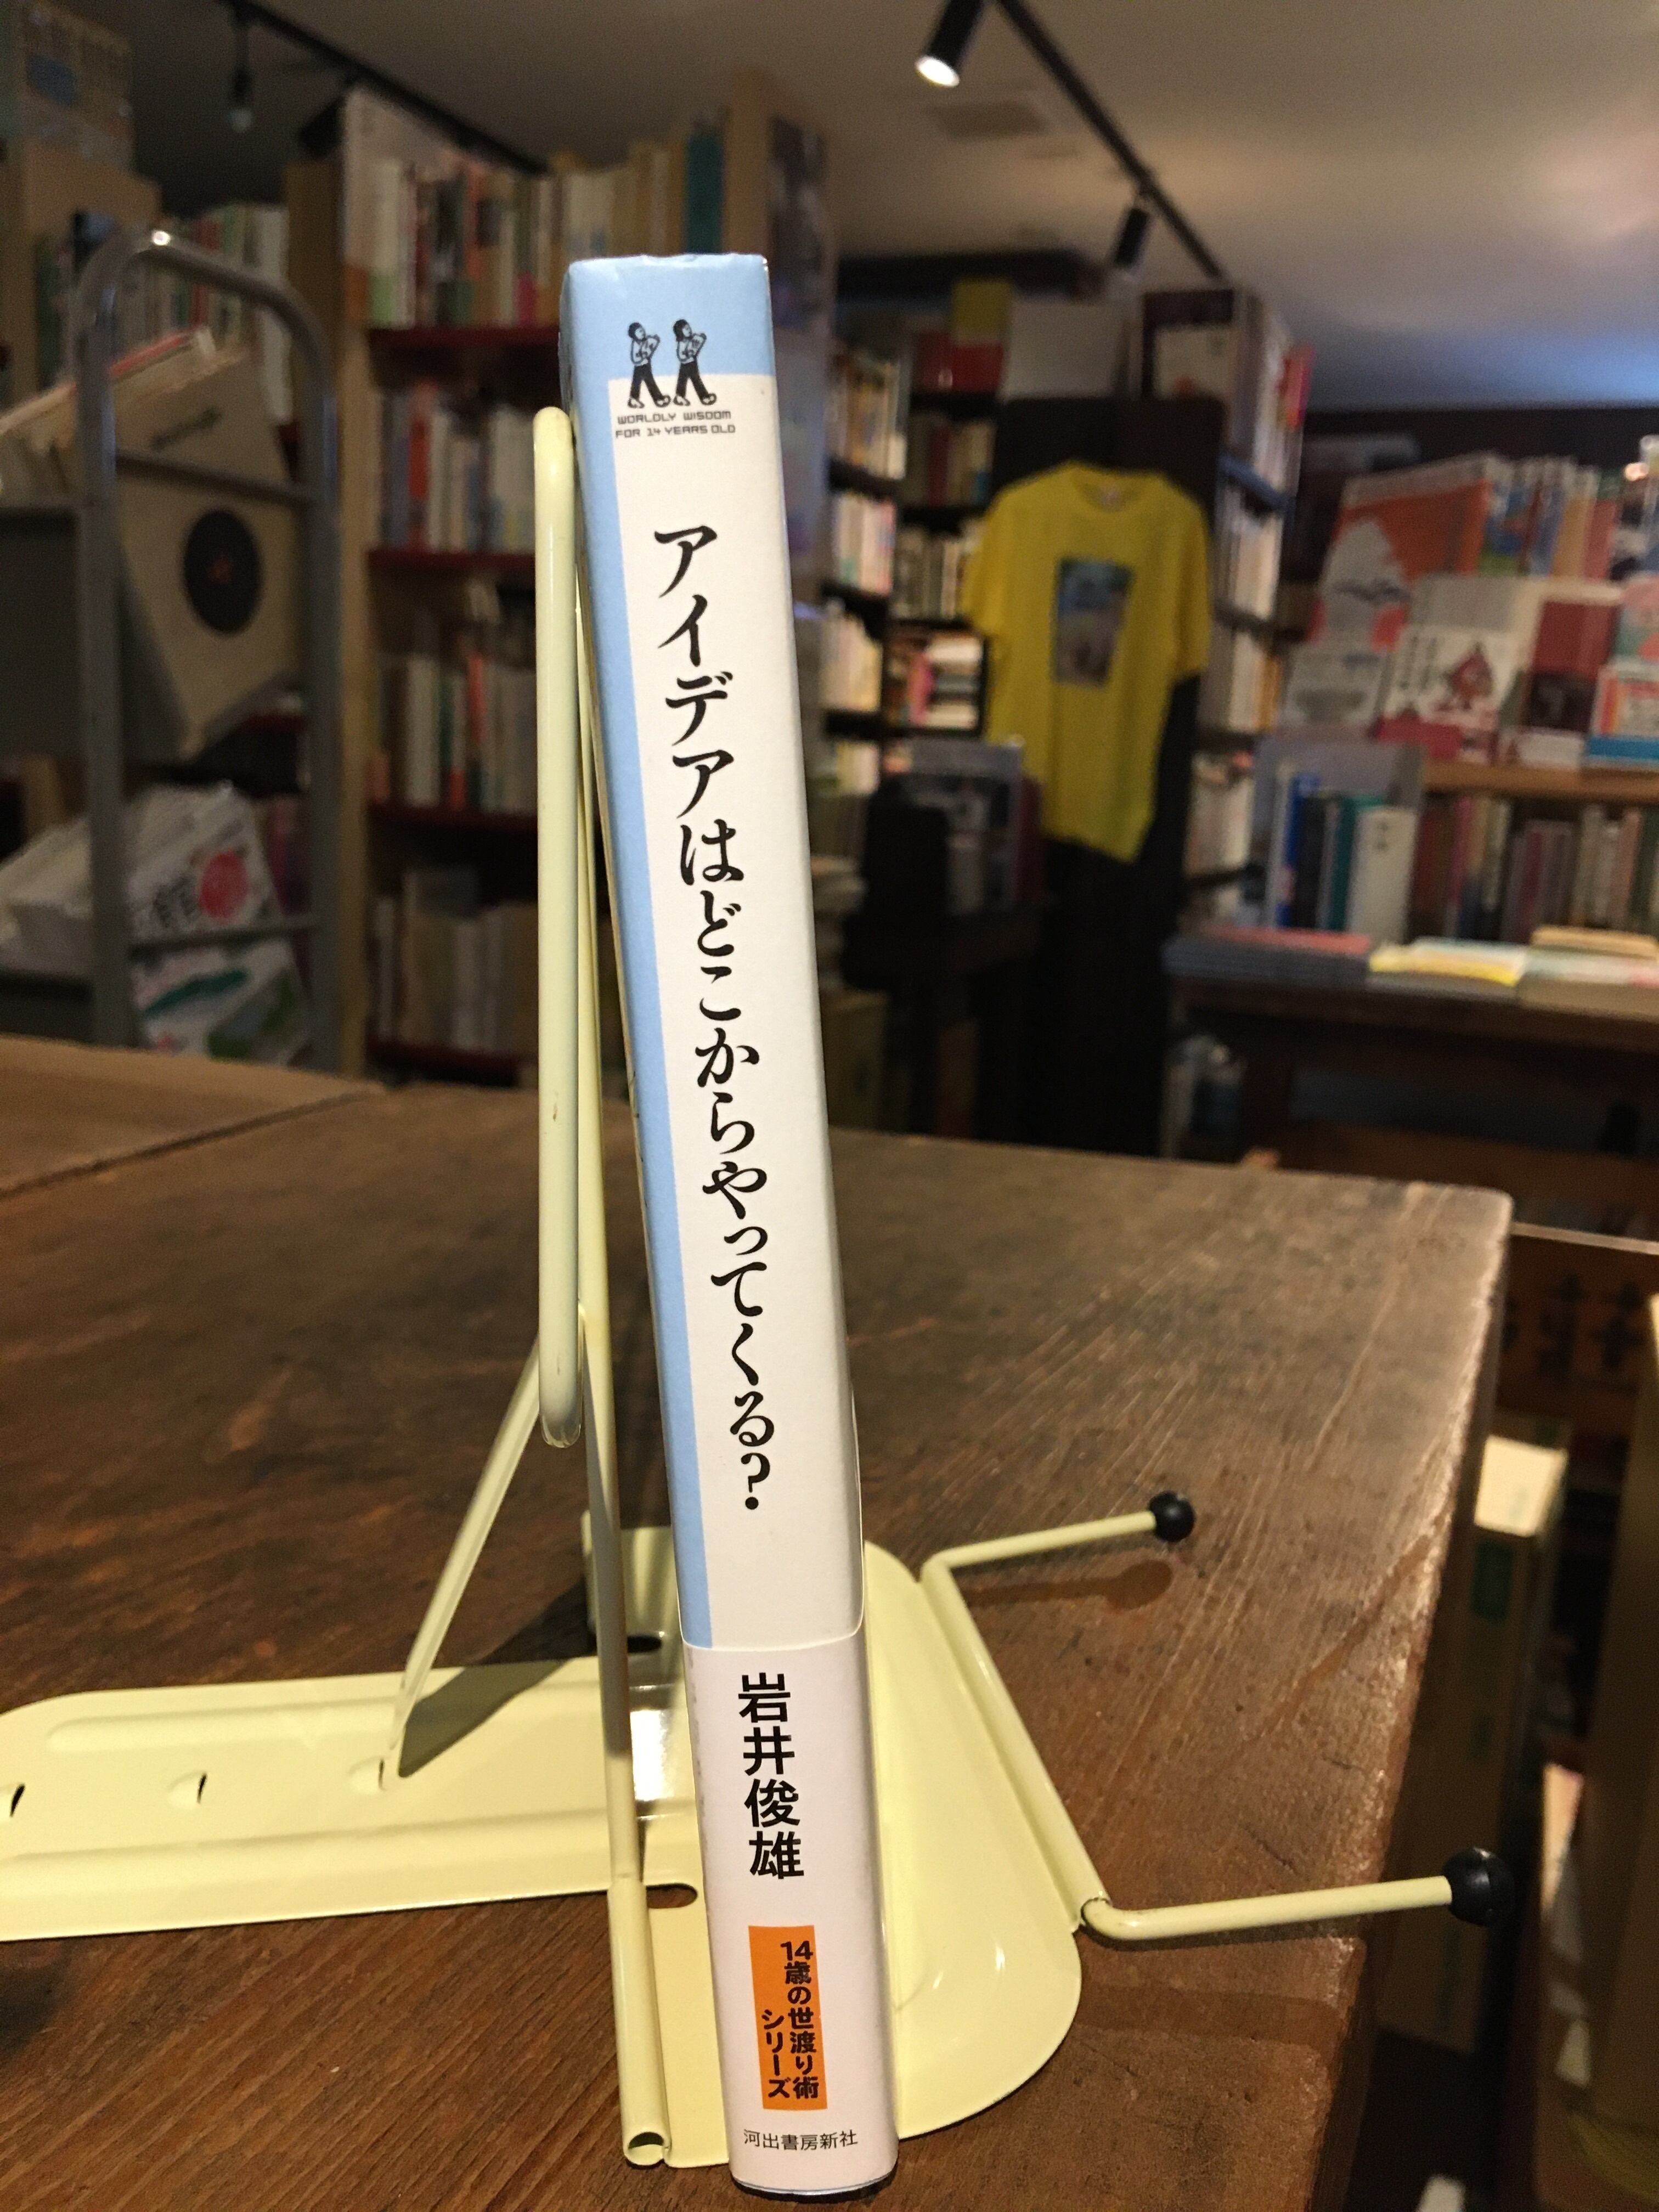 WORLDLY WISDOM
FOR 14 YEARS OLD
アイデアはどこからやってくる?
岩井俊雄
14歳の世渡り術
シリーズ
河出書房新社